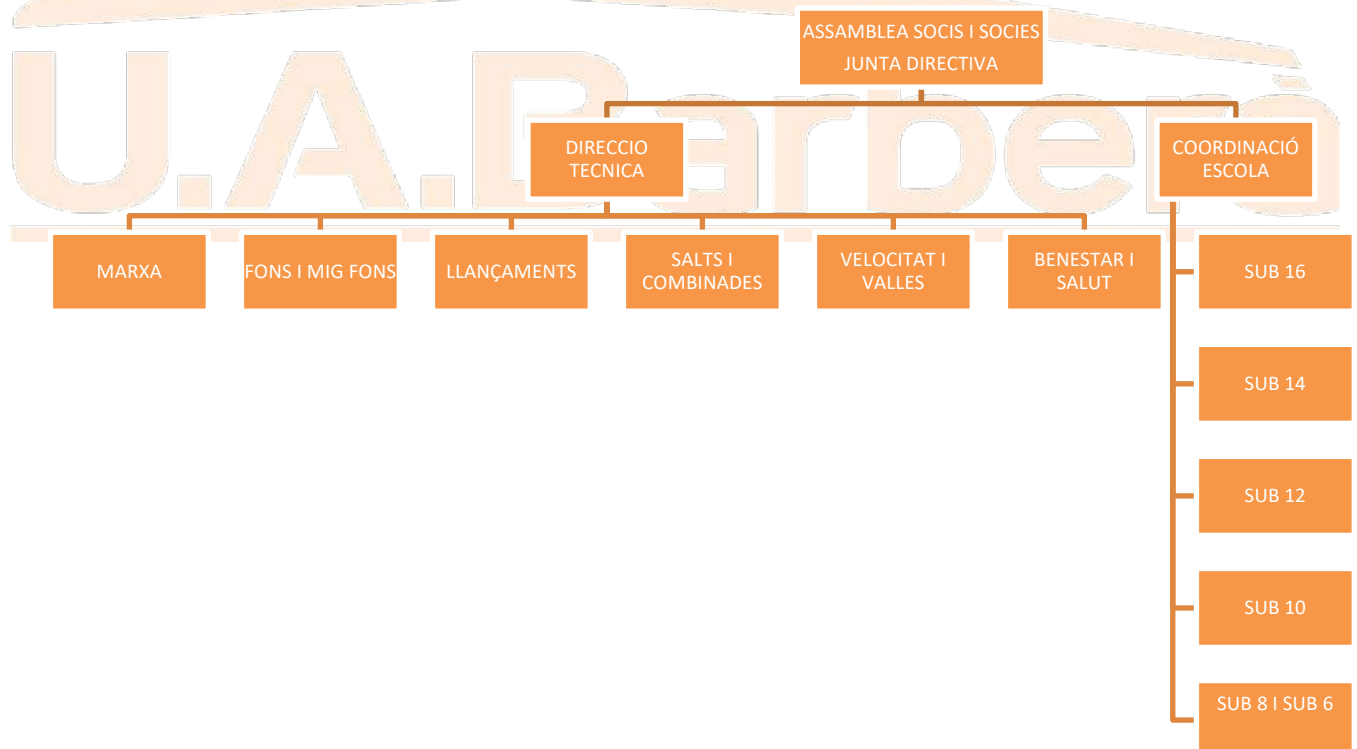 U.A.Barberà
ASSAMBLEA SOCIS I SOCIES
JUNTA DIRECTIVA
DIRECCIO
TECNICA
COORDINACIÓ
ESCOLA
MARXA
FONS I MIG FONS
LLANÇAMENTS
SALTS I
COMBINADES
VELOCITAT I
VALLES
BENESTAR I
SALUT
SUB 16
SUB 14
SUB 12
SUB 10
SUB 8 I SUB 6